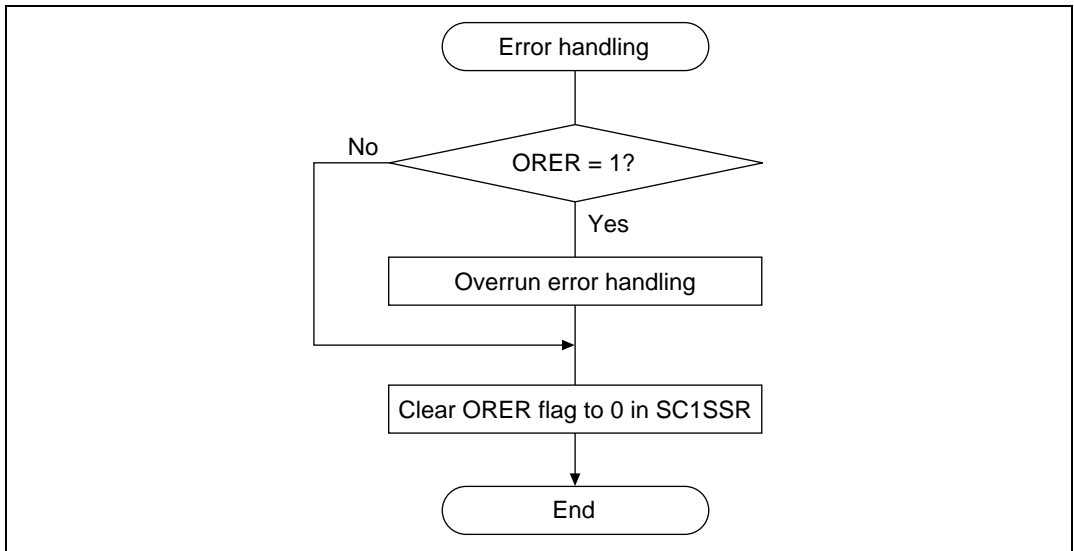 Error handling
No
ORER = 1?
Yes
Overrun error handling
Clear ORER flag to 0 in SC1SSR
End